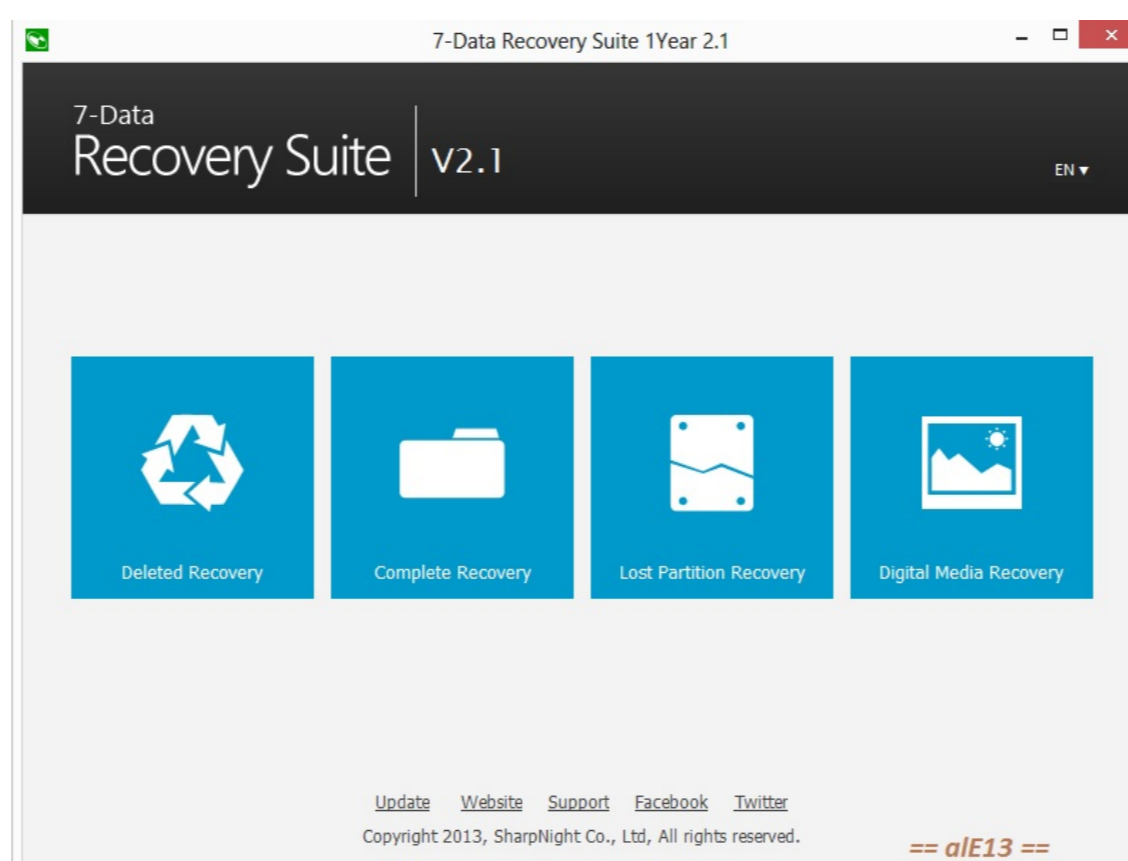 7-Data Recovery Suite 1Year 2.1
7-Data
Recovery Suite V2.1
EN
Deleted Recovery Complete Recovery Lost Partition Recovery Digital Media Recovery
Update Website Support Facebook Twitter
Copyright 2013, SharpNight Co., Ltd, All rights reserved.
== alE13 ==